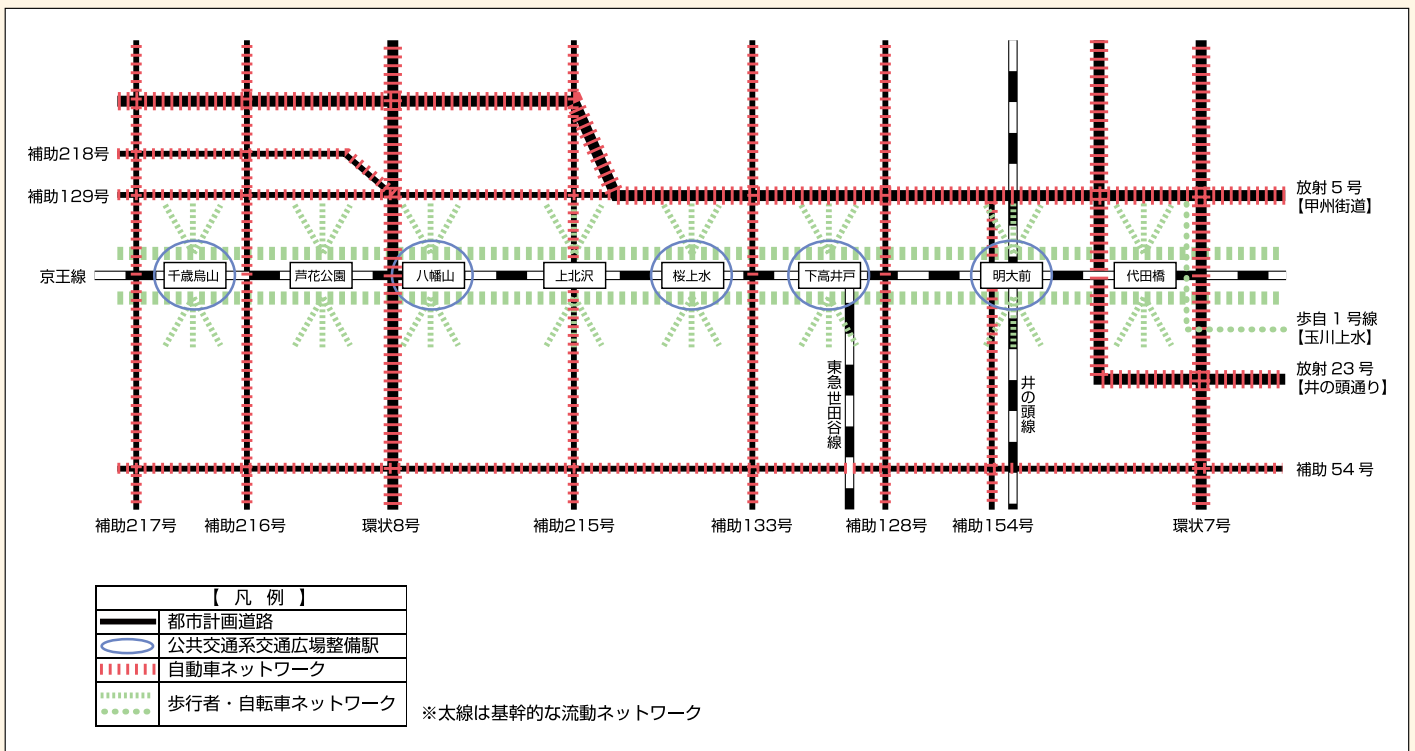 補助218号
補助129号
放射5号
【甲州街道】
京王線
千歳烏山
芦花公園
八幡山
上北沢
桜上水
下高井戸
明大前
代田橋
歩自1号線
【玉川上水】
放射23号
【井の頭通り】
東急世田谷線
井の頭線
補助54号
補助217号
補助216号
環状8号
補助215号
補助133号
補助128号
補助154号
環状7号
【凡例】
都市計画道路
公共交通系交通広場整備駅
自動車ネットワーク
歩行者・自転車ネットワーク
※太線は基幹的な流動ネットワーク